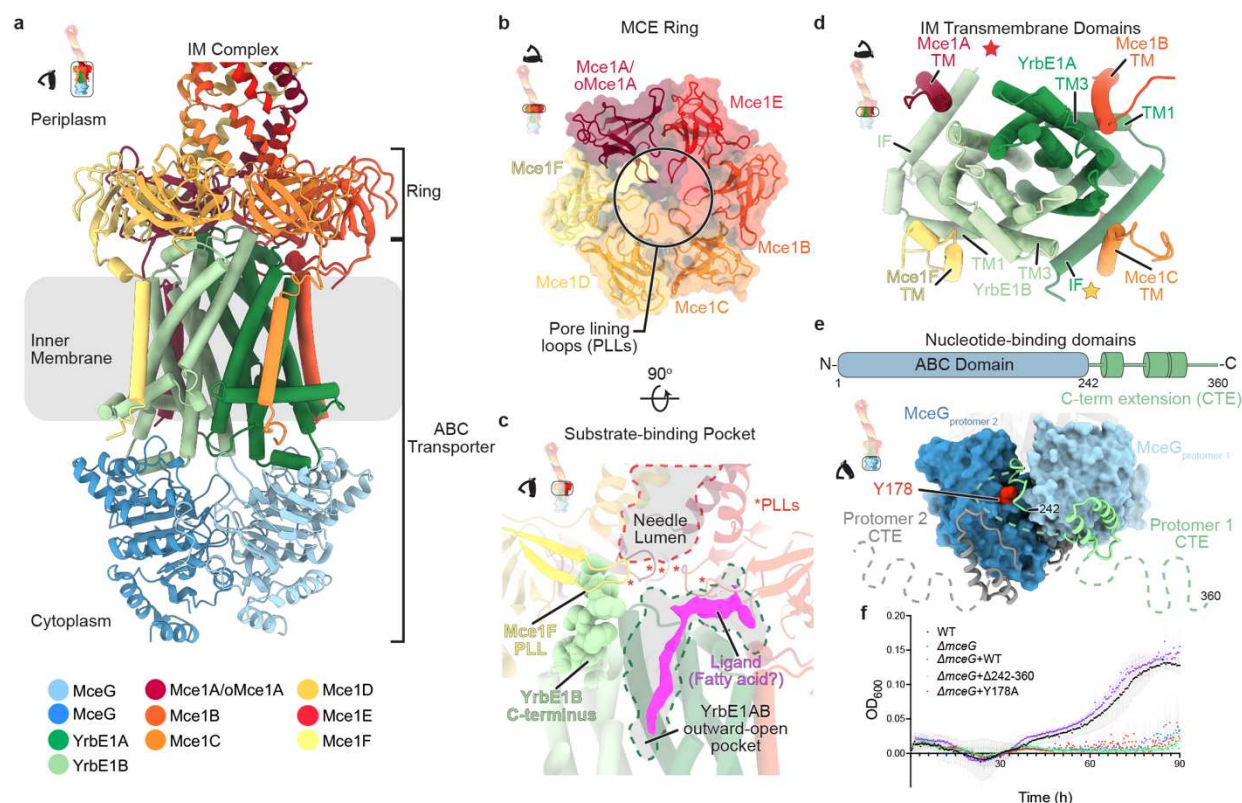 a
IM Complex
Periplasm
Ring
Inner
Membrane
ABC
Transporter
Cytoplasm
MceG
MceG
YrbE1A
YrbE1B
Mce1A/oMce1A
Mce1B
Mce1C
Mce1D
Mce1E
Mce1F
b
MCE Ring
Mce1A/
oMce1A
Mce1E
Mce1F
Mce1B
Mce1D
Mce1C
Pore lining
loops (PLLs)
90°
c
Substrate-binding Pocket
*PLLs
Needle
Lumen
* * * * * *
Mce1F
PLL
Ligand
(Fatty acid?)
YrbE1B
C-terminus
YrbE1AB
outward-open
pocket
d
IM Transmembrane Domains
Mce1A
TM
Mce1B
TM
YrbE1A
TM3
TM1
IF
TM1
TM3
Mce1F
TM
YrbE1B
IF
Mce1C
TM
e
Nucleotide-binding domains
N-
ABC Domain
-C
1
242
360
C-term extension (CTE)
MceG protomer 2
MceG protomer 1
Y178
242
Protomer 2
CTE
Protomer 1
CTE
360
f
WT
ΔmceG
ΔmceG+WT
ΔmceG+Δ242-360
ΔmceG+Y178A
OD600
0.20
0.15
0.10
0.05
0.00
30
60
90
Time (h)